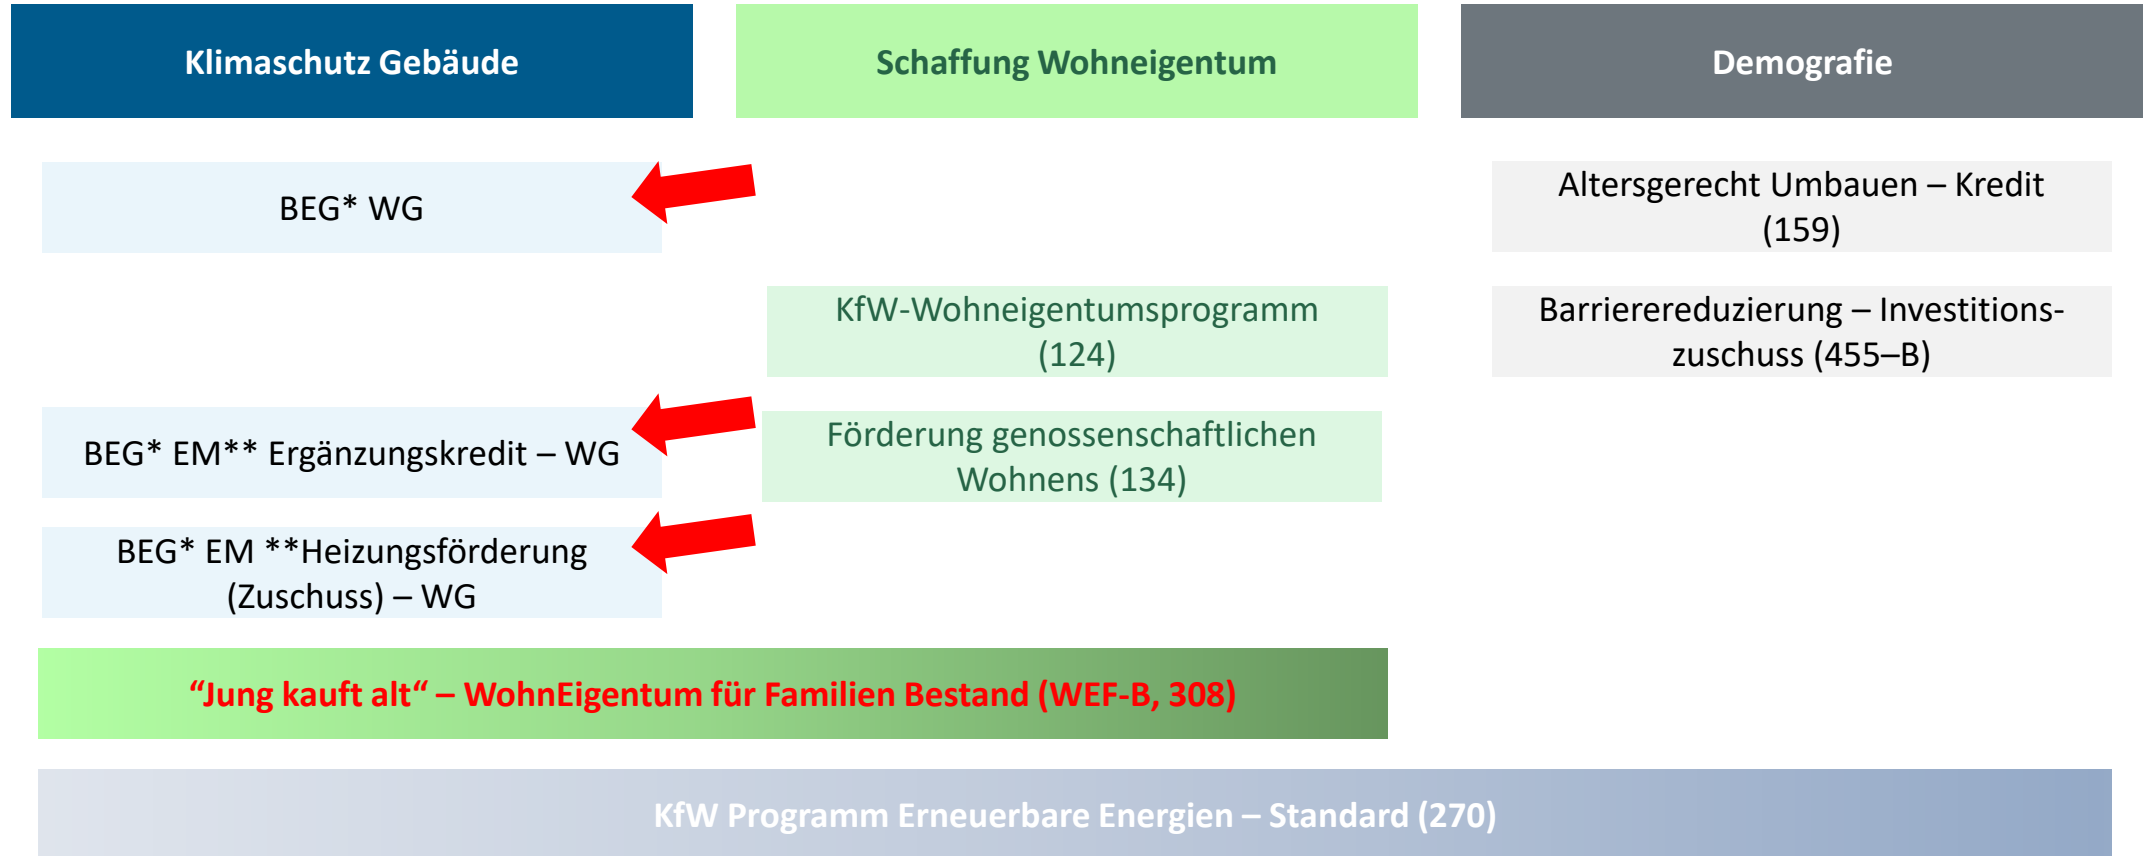 Klimaschutz Gebäude
Schaffung Wohneigentum
Demografie
BEG* WG
Altersgerecht Umbauen – Kredit
(159)
KfW-Wohneigentumsprogramm
(124)
Barrierereduzierung – Investitions-
zuschuss (455–B)
BEG* EM** Ergänzungskredit – WG
Förderung genossenschaftlichen
Wohnens (134)
BEG* EM **Heizungsförderung
(Zuschuss) – WG
“Jung kauft alt“ – WohnEigentum für Familien Bestand (WEF-B, 308)
KfW Programm Erneuerbare Energien – Standard (270)